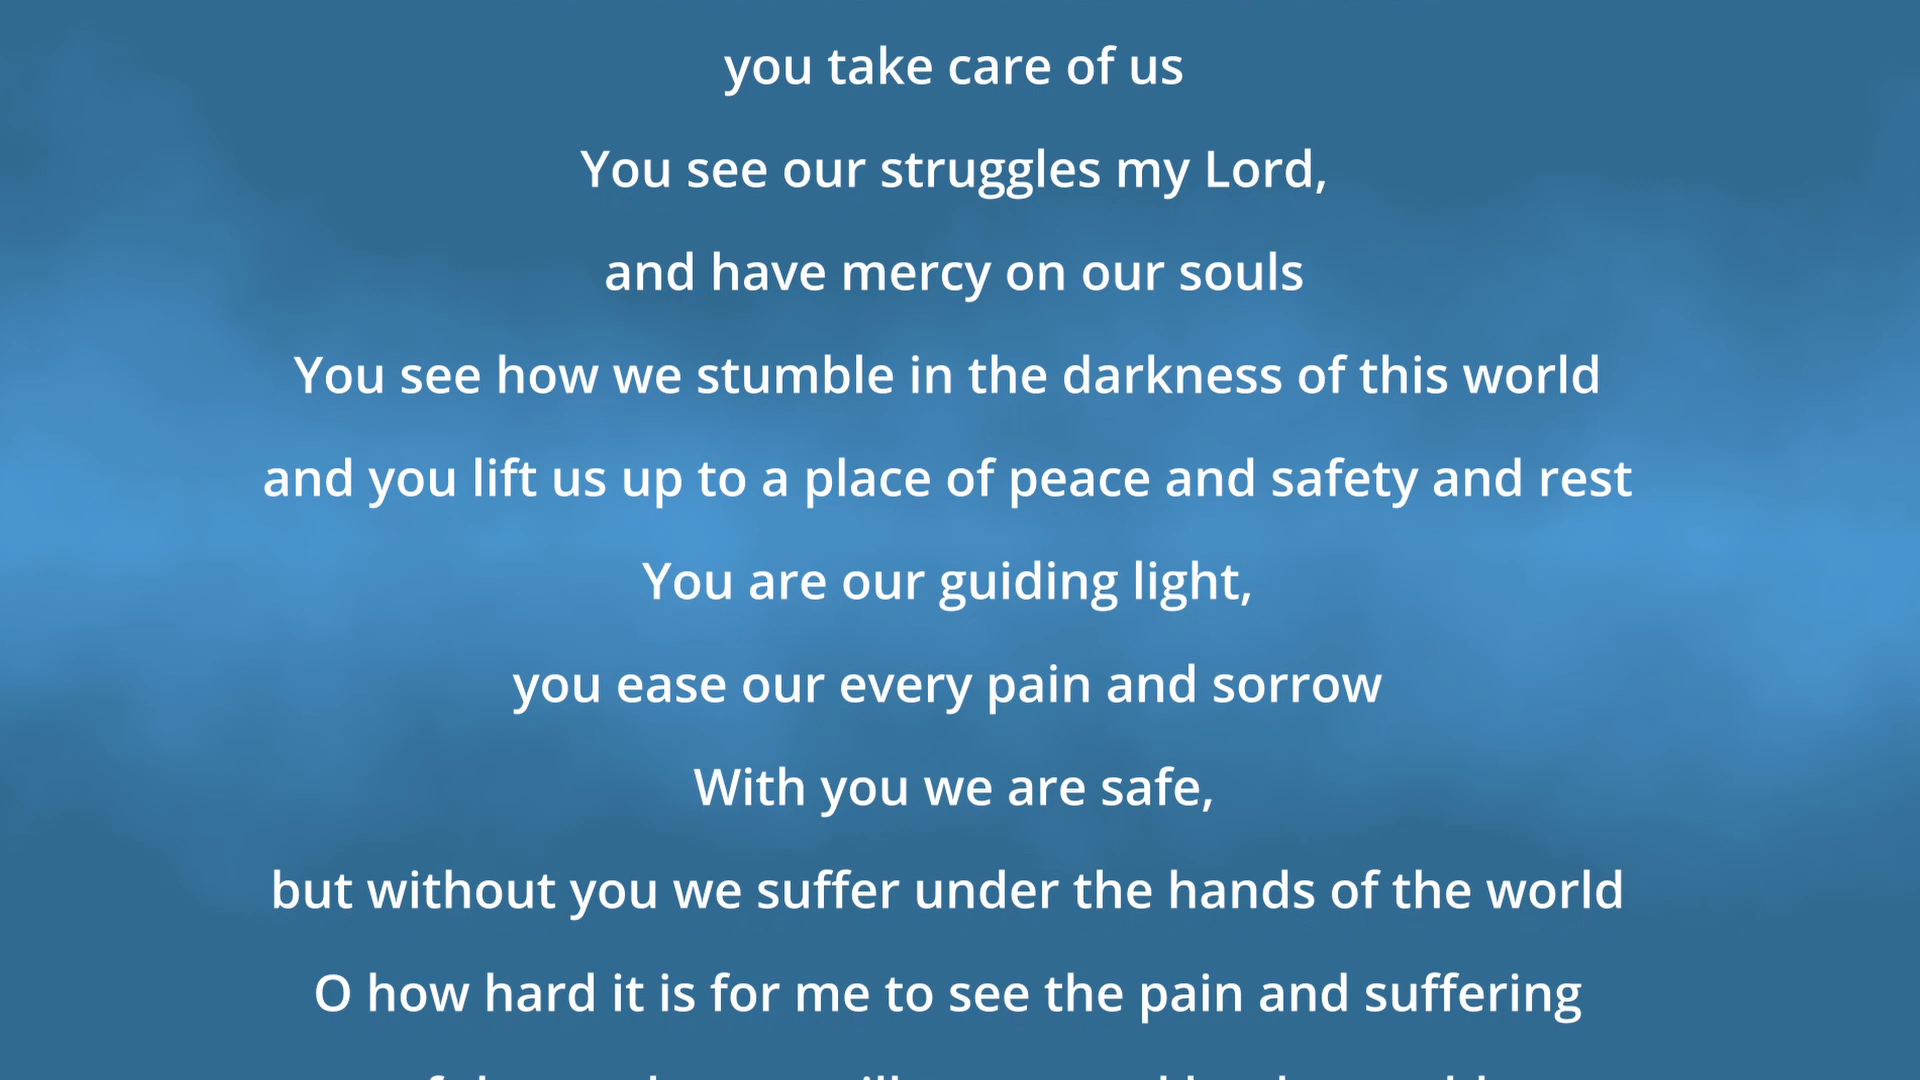 you take care of us
You see our struggles my Lord,
and have mercy on our souls
You see how we stumble in the darkness of this world
and you lift us up to a place of peace and safety and rest
You are our guiding light,
you ease our every pain and sorrow
With you we are safe,
but without you we suffer under the hands of the world
O how hard it is for me to see the pain and suffering